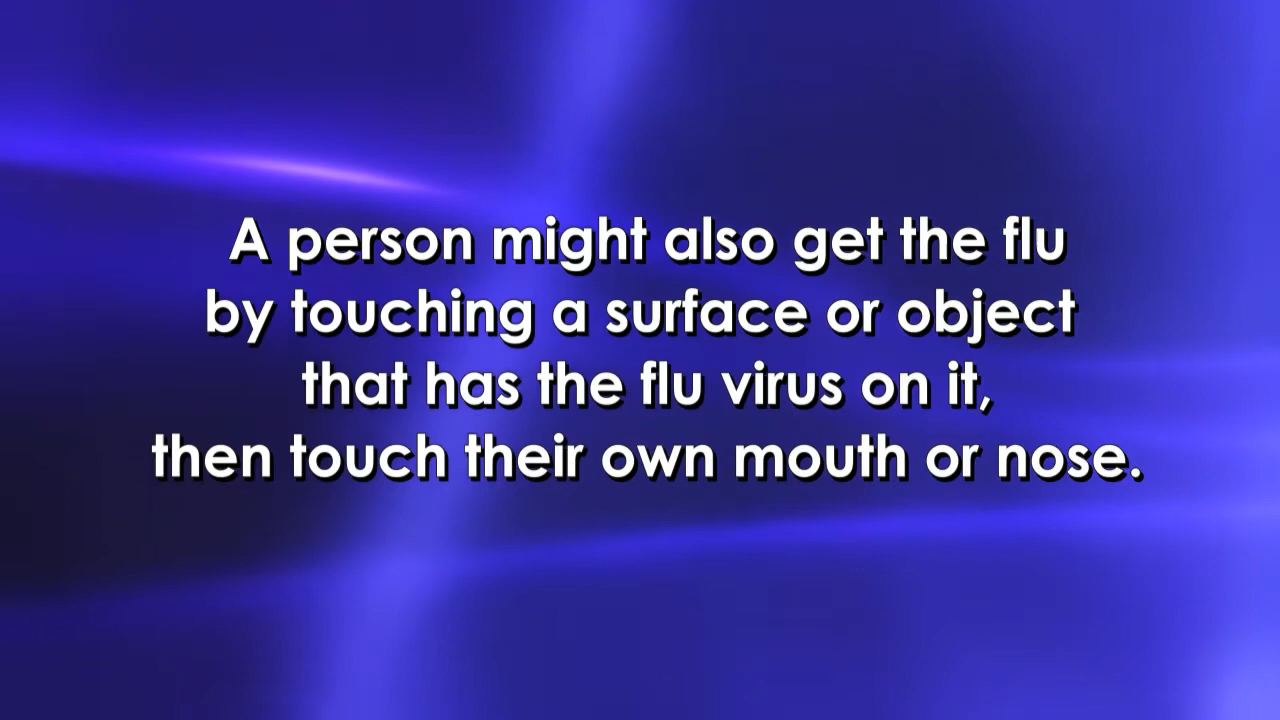 A person might also get the flu
by touching a surface or object
that has the flu virus on it,
then touch their own mouth or nose.